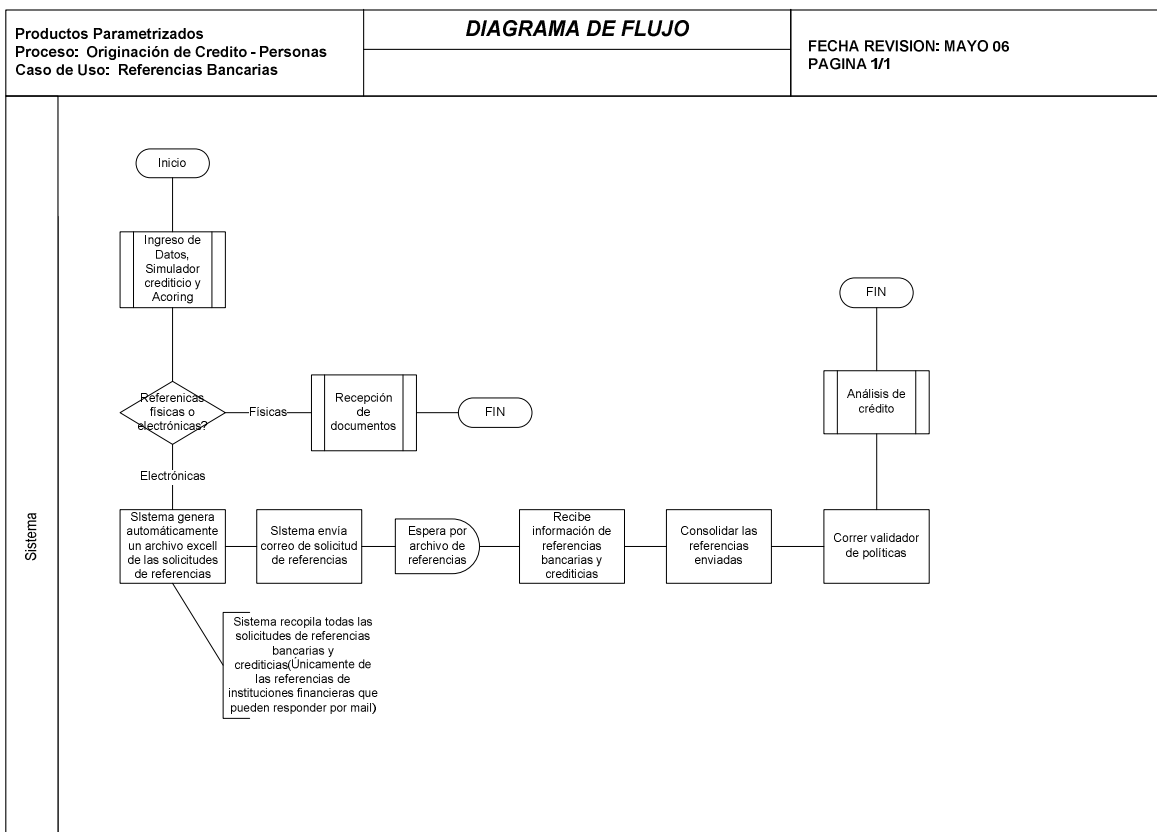 Productos Parametrizados
Proceso: Originación de Credito - Personas
Caso de Uso: Referencias Bancarias
DIAGRAMA DE FLUJO
FECHA REVISION: MAYO 06
PAGINA 1/1
Sistema
Inicio
Ingreso de
Datos,
Simulador
crediticio y
Acoring
Referenicas
físicas o
electrónicas?
Físicas
Recepción
de
documentos
FIN
Electrónicas
SIstema genera
automáticamente
un archivo excell
de las solicitudes
de referencias
SIstema envía
correo de solicitud
de referencias
Espera por
archivo de
referencias
Recibe
información de
referencias
bancarias y
crediticias
Consolidar las
referencias
enviadas
Correr validador
de políticas
Análisis de
crédito
FIN
Sistema recopila todas las
solicitudes de referencias
bancarias y
crediticias(Únicamente de
las referencias de
instituciones financieras que
pueden responder por mail)